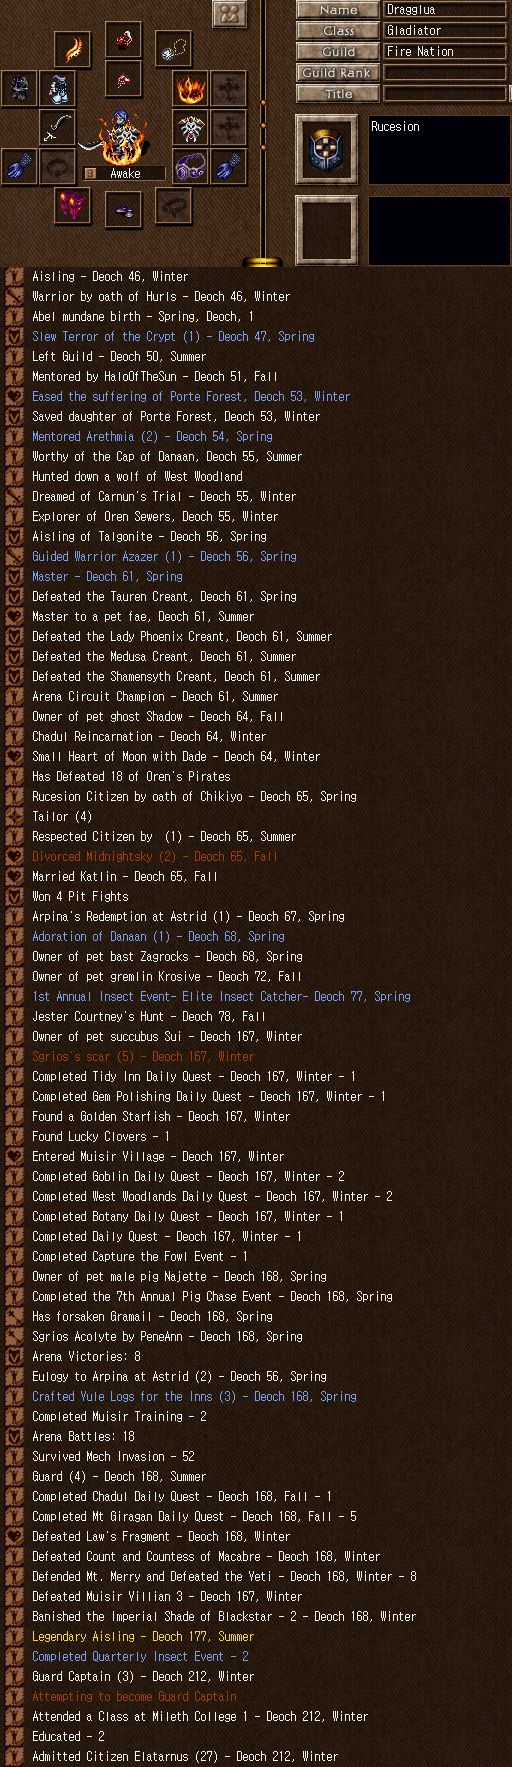 Name
Dragglua
Class
Gladiator
Guild
Fire Nation
Guild Rank
Title
Rucesion
Awake
Aisling - Deoch 46, Winter
Warrior by oath of Hurls - Deoch 46, Winter
Abel mundane birth - Spring, Deoch, 1
Slew Terror of the Crypt (1) - Deoch 47, Spring
Left Guild - Deoch 50, Summer
Mentored by HaloOfTheSun - Deoch 51, Fall
Eased the suffering of Porte Forest, Deoch 53, Winter
Saved daughter of Porte Forest, Deoch 53, Winter
Mentored Arethmia (2) - Deoch 54, Spring
Worthy of the Cap of Danaan, Deoch 55, Summer
Hunted down a wolf of West Woodland
Dreamed of Carnun's Trial - Deoch 55, Winter
Explorer of Oren Sewers, Deoch 55, Winter
Aisling of Talgonite - Deoch 56, Spring
Guided Warrior Azazer (1) - Deoch 56, Spring
Master - Deoch 61, Spring
Defeated the Tauren Creant, Deoch 61, Spring
Master to a pet fae, Deoch 61, Summer
Defeated the Lady Phoenix Creant, Deoch 61, Summer
Defeated the Medusa Creant, Deoch 61, Summer
Defeated the Shamensyth Creant, Deoch 61, Summer
Arena Circuit Champion - Deoch 61, Summer
Owner of pet ghost Shadow - Deoch 64, Fall
Chadul Reincarnation - Deoch 64, Winter
Small Heart of Moon with Dade - Deoch 64, Winter
Has Defeated 18 of Oren's Pirates
Rucesion Citizen by oath of Chikiyo - Deoch 65, Spring
Tailor (4)
Respected Citizen by  (1) - Deoch 65, Summer
Divorced Midnightsky (2) - Deoch 65, Fall
Married Katlin - Deoch 65, Fall
Won 4 Pit Fights
Arpina's Redemption at Astrid (1) - Deoch 67, Spring
Adoration of Danaan (1) - Deoch 68, Spring
Owner of pet bast Zagrocks - Deoch 68, Spring
Owner of pet gremlin Krosive - Deoch 72, Fall
1st Annual Insect Event- Elite Insect Catcher- Deoch 77, Spring
Jester Courtney's Hunt - Deoch 78, Fall
Owner of pet succubus Sui - Deoch 167, Winter
Sgrios's scar (5) - Deoch 167, Winter
Completed Tidy Inn Daily Quest - Deoch 167, Winter - 1
Completed Gem Polishing Daily Quest - Deoch 167, Winter - 1
Found a Golden Starfish - Deoch 167, Winter
Found Lucky Clovers - 1
Entered Muisir Village - Deoch 167, Winter
Completed Goblin Daily Quest - Deoch 167, Winter - 2
Completed West Woodlands Daily Quest - Deoch 167, Winter - 2
Completed Botany Daily Quest - Deoch 167, Winter - 1
Completed Daily Quest - Deoch 167, Winter - 1
Completed Capture the Fowl Event - 1
Owner of pet male pig Najette - Deoch 168, Spring
Completed the 7th Annual Pig Chase Event - Deoch 168, Spring
Has forsaken Gramail - Deoch 168, Spring
Sgrios Acolyte by PeneAnn - Deoch 168, Spring
Arena Victories: 8
Eulogy to Arpina at Astrid (2) - Deoch 56, Spring
Crafted Yule Logs for the Inns (3) - Deoch 168, Spring
Completed Muisir Training - 2
Arena Battles: 18
Survived Mech Invasion - 52
Guard (4) - Deoch 168, Summer
Completed Chadul Daily Quest - Deoch 168, Fall - 1
Completed Mt Giragan Daily Quest - Deoch 168, Fall - 5
Defeated Law's Fragment - Deoch 168, Winter
Defeated Count and Countess of Macabre - Deoch 168, Winter
Defended Mt. Merry and Defeated the Yeti - Deoch 168, Winter - 8
Defeated Muisir Villian 3 - Deoch 167, Winter
Banished the Imperial Shade of Blackstar - 2 - Deoch 168, Winter
Legendary Aisling - Deoch 177, Summer
Completed Quarterly Insect Event - 2
Guard Captain (3) - Deoch 212, Winter
Attempting to become Guard Captain
Attended a Class at Mileth College 1 - Deoch 212, Winter
Educated - 2
Admitted Citizen Elatarnus (27) - Deoch 212, Winter